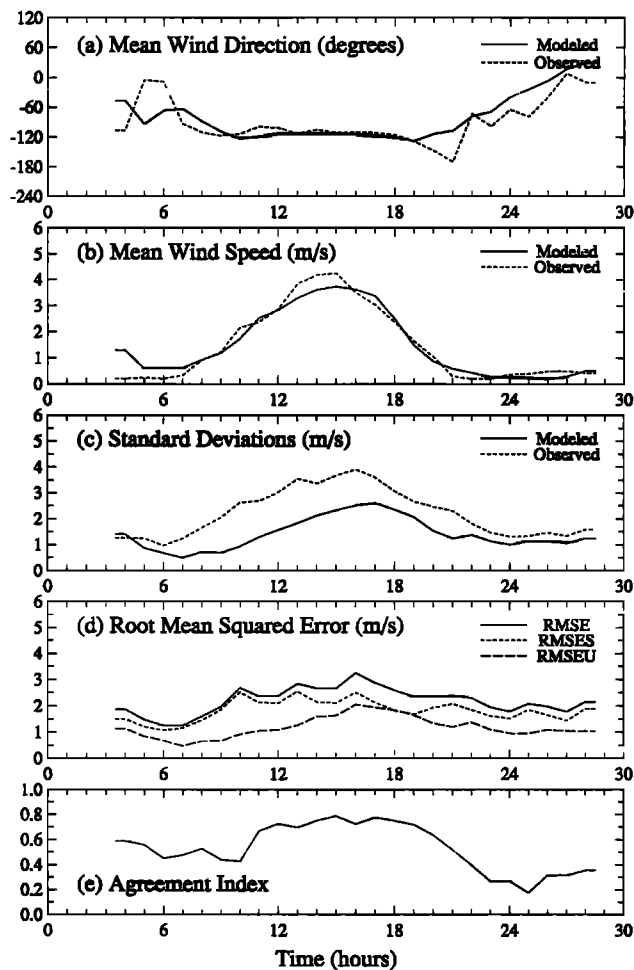 120
(a) Mean Wind Direction (degrees)
Modeled
Observed
60
0
-60
-120
-180
-240
0 6 12 18 24 30
6
(b) Mean Wind Speed (m/s)
Modeled
Observed
5
4
3
2
1
0
0 6 12 18 24 30
6
(c) Standard Deviations (m/s)
Modeled
Observed
5
4
3
2
1
0
0 6 12 18 24 30
6
(d) Root Mean Squared Error (m/s)
RMSE
RMSES
RMSEU
5
4
3
2
1
0
0 6 12 18 24 30
1.0
0.8
0.6
0.4
0.2
(e) Agreement Index
0.0
0 6 12 18 24 30
Time (hours)